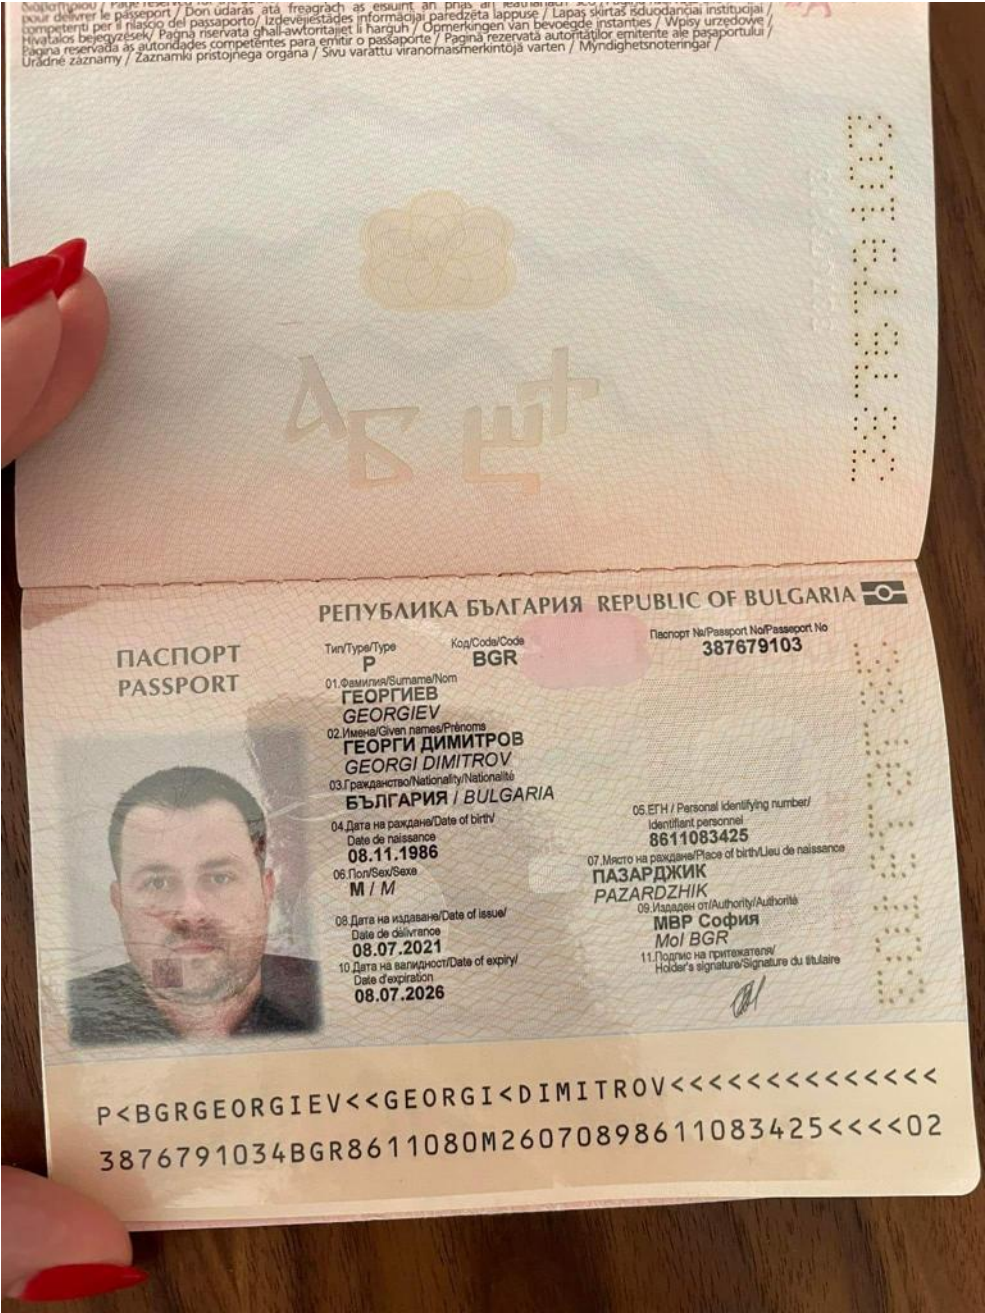 pour délivrer le passeport / Don údarás atá freagrach as eisiúint an phas an
competenti per il rilascio del passaporto / Izdevējiestādes informācijai paredzēta lappuse / Lapas skirtas išduodančiai institucijai /
Hivatalos bejegyzések / Paġna riservata għall-awtoritajiet li ħarġuh / Opmerkingen van bevoegde instanties / Wpisy urzędowe /
Página reservada às autoridades competentes para emitir o passaporte / Pagină rezervată autorităților emitente ale pașaportului /
Úradné záznamy / Zaznamki pristojnega organa / Sivu varattu viranomaismerkintöjä varten / Myndighetsnoteringar /
387679103
АБ ЩѢ
РЕПУБЛИКА БЪЛГАРИЯ REPUBLIC OF BULGARIA
ПАСПОРТ
PASSPORT
Тип/Type/Type Код/Code/Code Паспорт №/Passport No/Passeport No
P BGR 387679103
01.Фамилия/Surname/Nom
ГЕОРГИЕВ
GEORGIEV
02.Имена/Given names/Prénoms
ГЕОРГИ ДИМИТРОВ
GEORGI DIMITROV
03.Гражданство/Nationality/Nationalité
БЪЛГАРИЯ / BULGARIA
04.Дата на раждане/Date of birth/
Date de naissance
08.11.1986
05.ЕГН / Personal identifying number/
Identifiant personnel
8611083425
06.Пол/Sex/Sexe
М / M
07.Място на раждане/Place of birth/Lieu de naissance
ПАЗАРДЖИК
PAZARDZHIK
08.Дата на издаване/Date of issue/
Date de délivrance
08.07.2021
09.Издаден от/Authority/Autorité
МВР София
MoI BGR
10.Дата на валидност/Date of expiry/
Date d'expiration
08.07.2026
11.Подпис на притежателя/
Holder's signature/Signature du titulaire
P<BGRGEORGIEV<<GEORGI<DIMITROV<<<<<<<<<<<<<<
3876791034BGR8611080M26070898611083425<<<<02